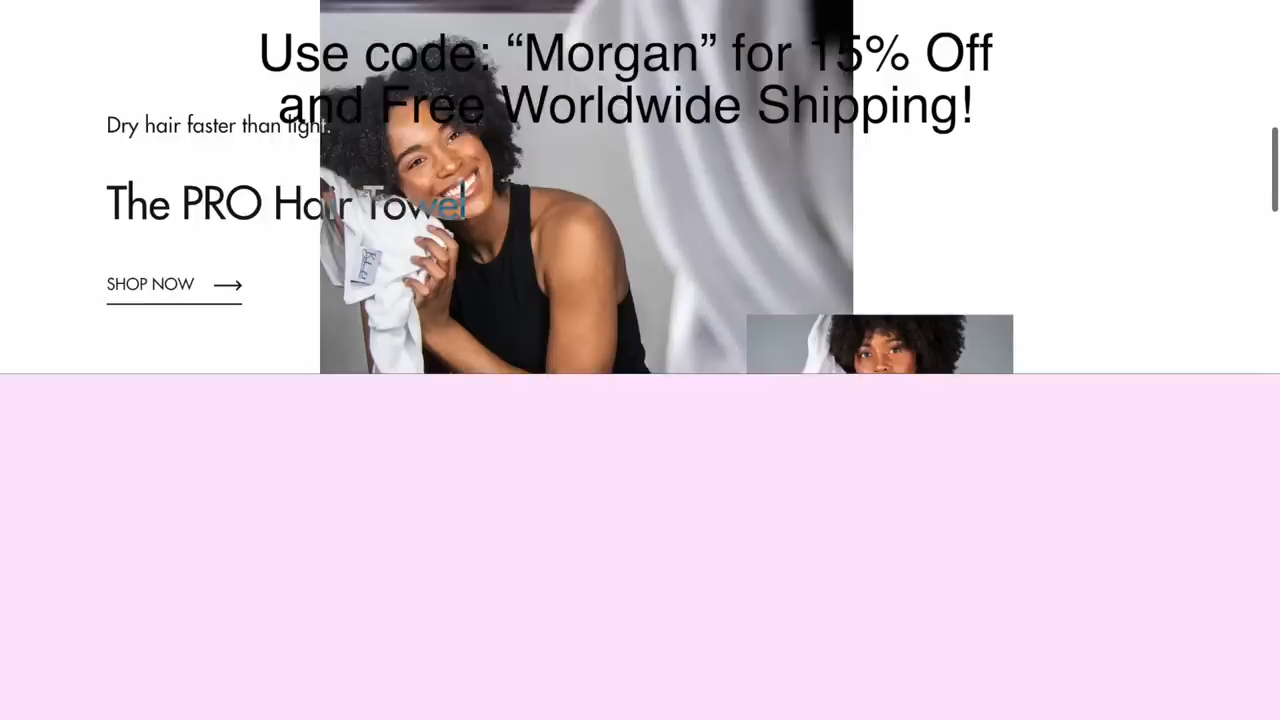 Use code: “Morgan” for 15% Off
and Free Worldwide Shipping!
Dry hair faster than light.
The PRO Hair Towel
SHOP NOW